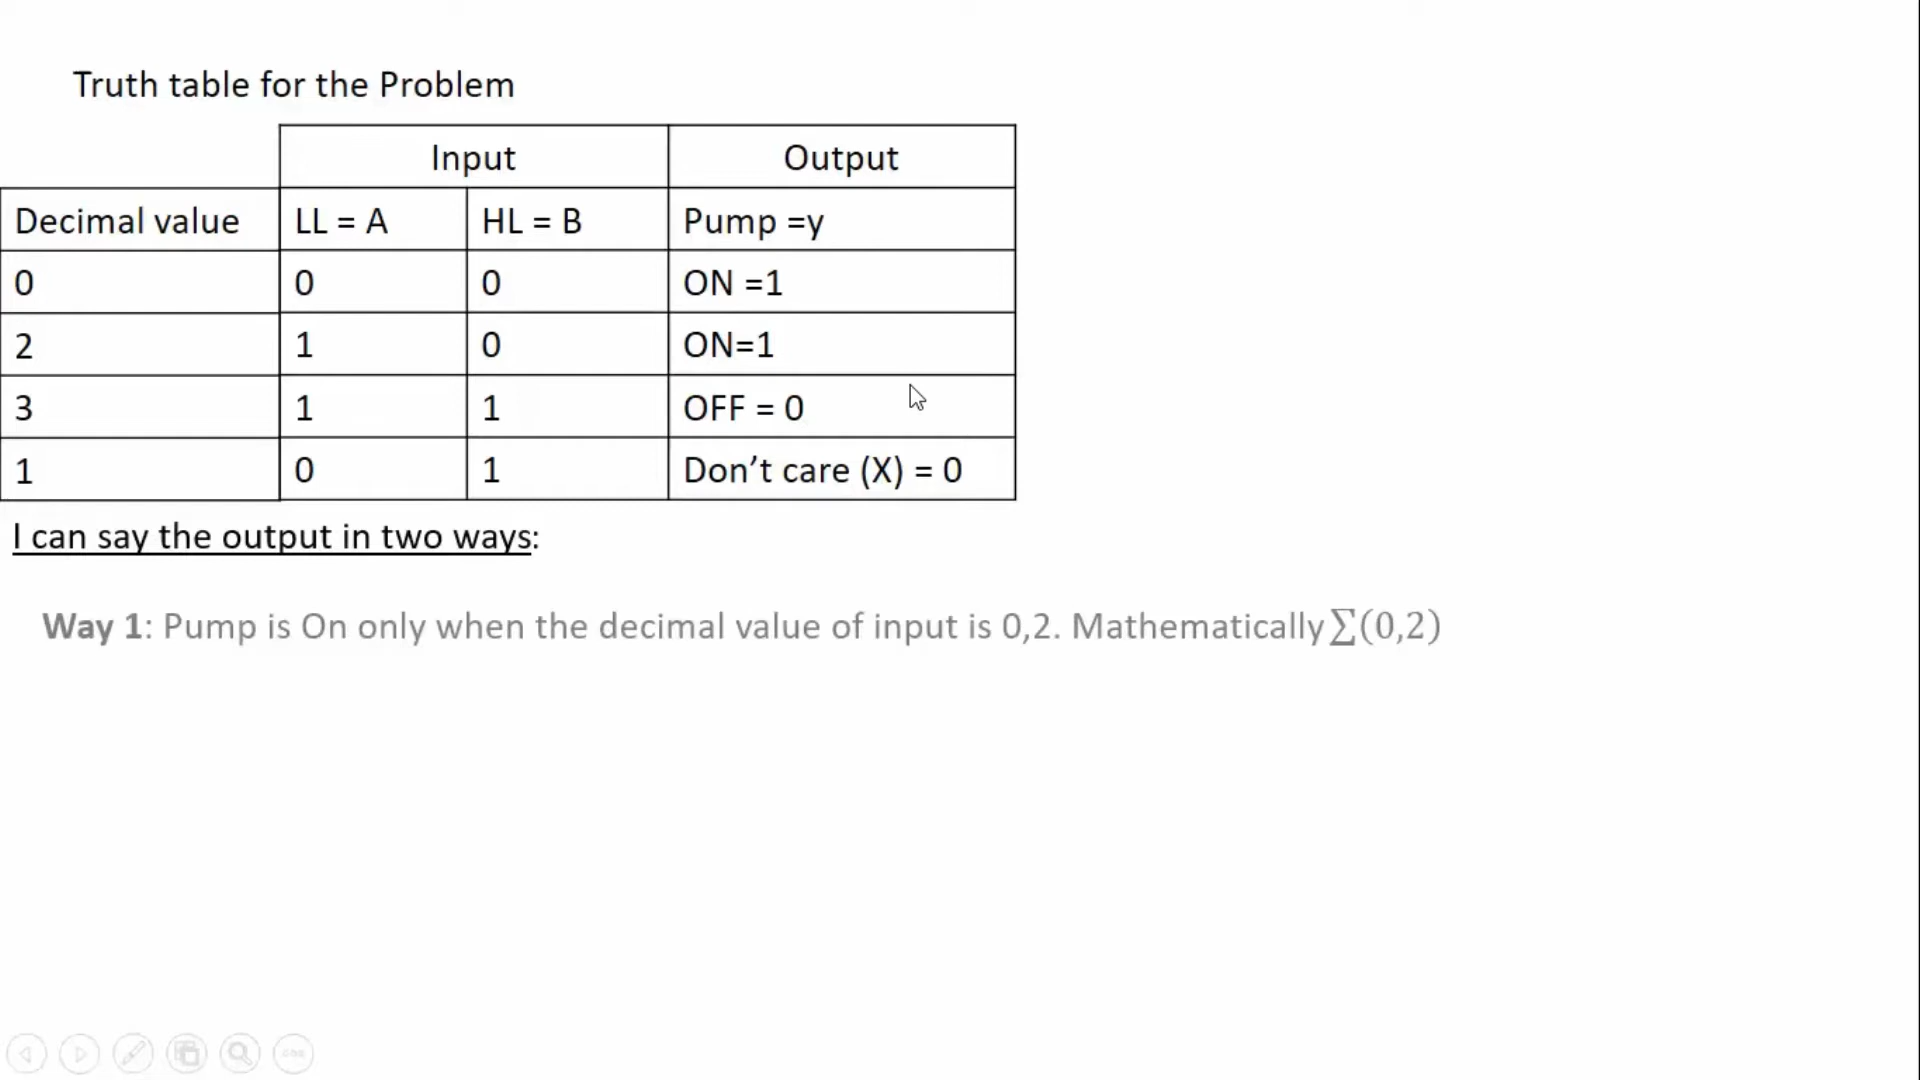 Truth table for the Problem
Input Output
Decimal value LL = A HL = B Pump =y
0 0 0 ON =1
2 1 0 ON=1
3 1 1 OFF = 0
1 0 1 Don’t care (X) = 0
I can say the output in two ways:
Way 1: Pump is On only when the decimal value of input is 0,2. Mathematically∑(0,2)